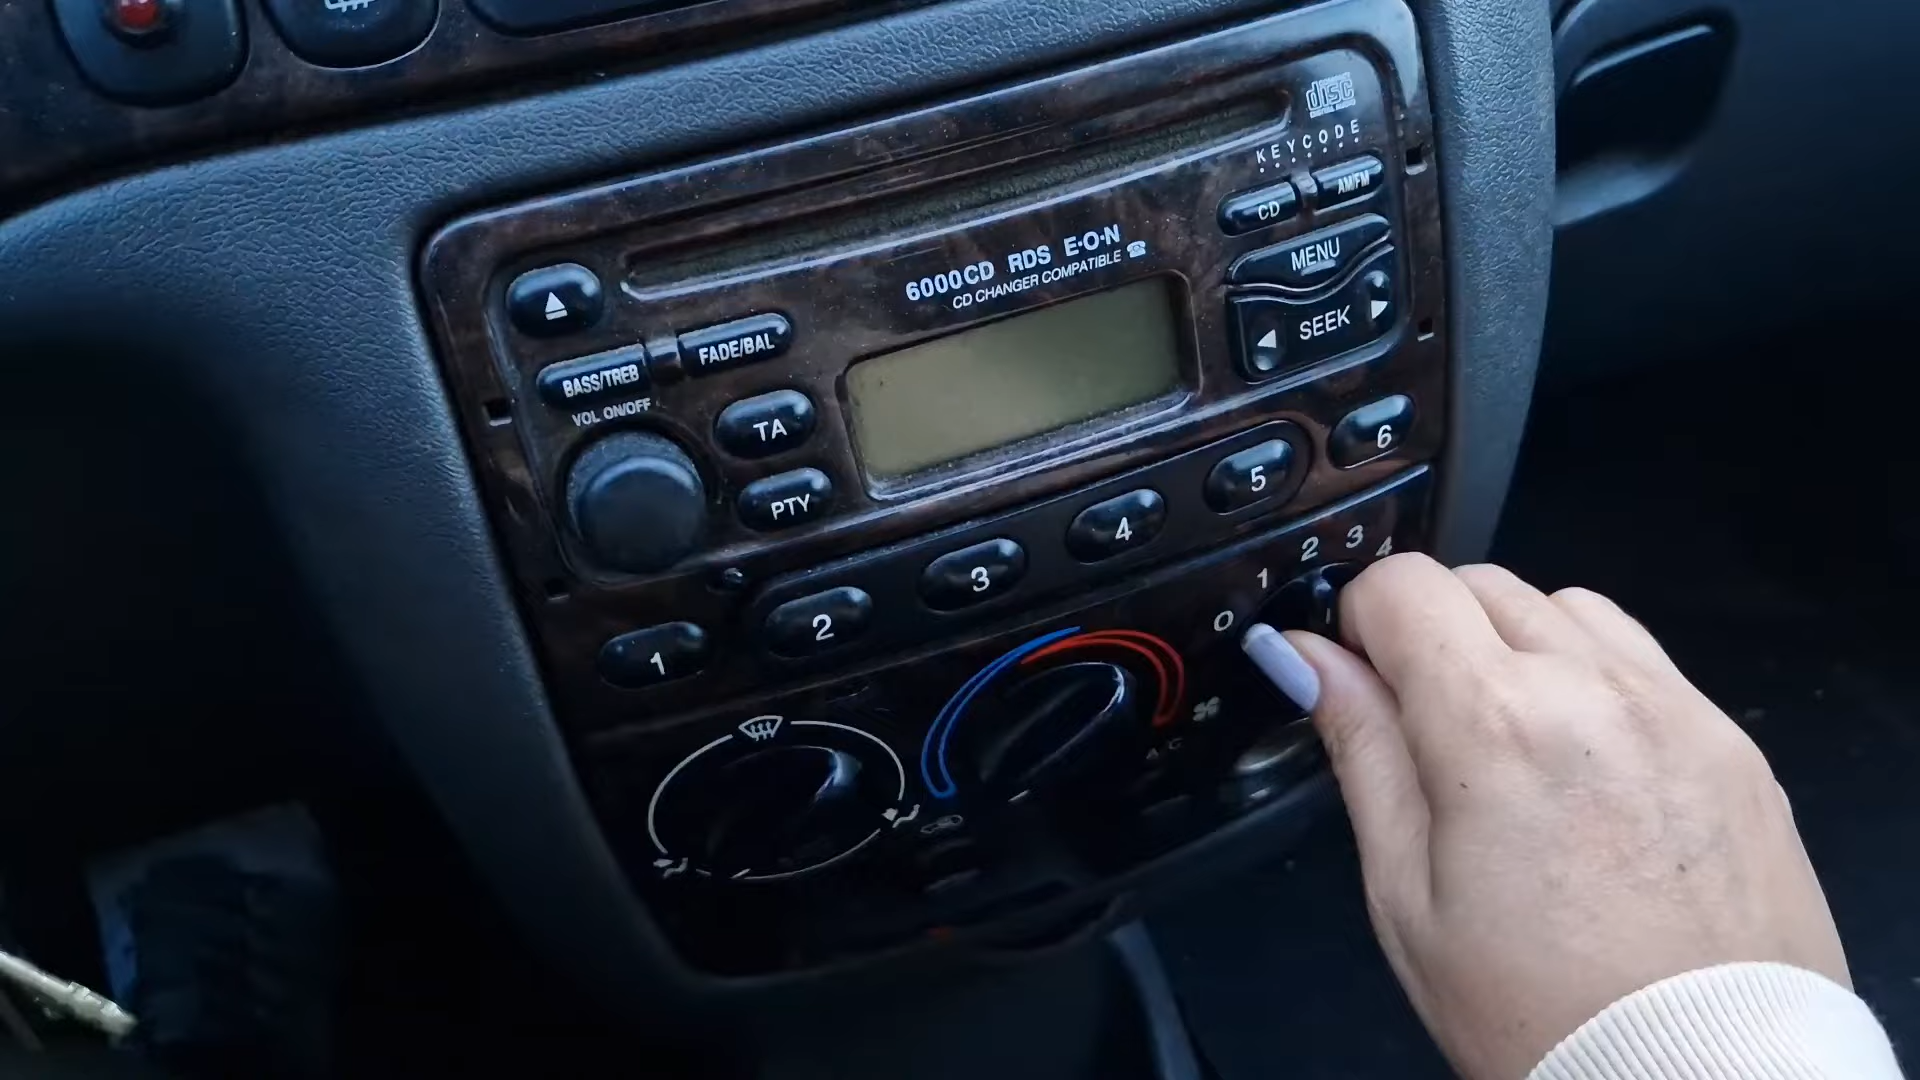 disc
KEYCODE
CD
AM/FM
6000CD RDS E·O·N
CD CHANGER COMPATIBLE
MENU
SEEK
BASS/TREB
FADE/BAL
VOL ON/OFF
TA
PTY
1
2
3
4
5
6
0
1
2
3
4
A/C